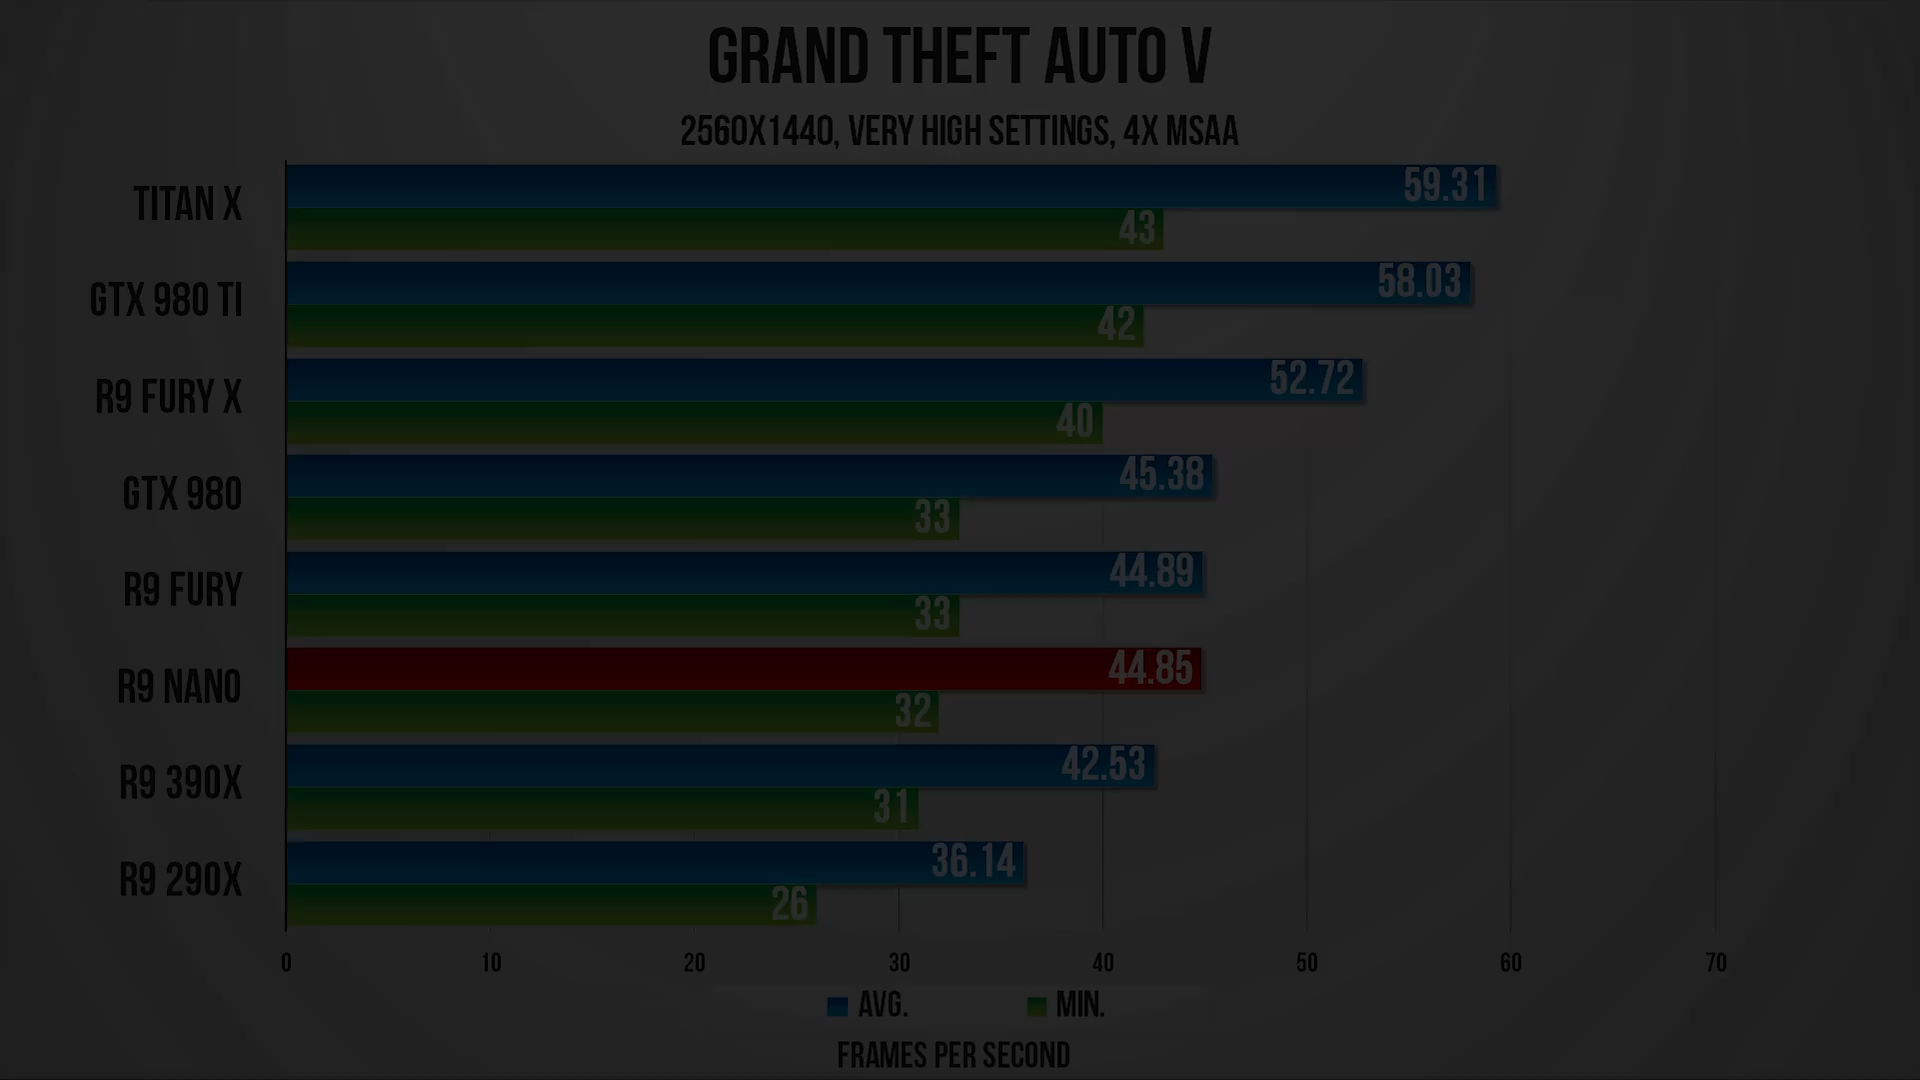 GRAND THEFT AUTO V
2560X1440, VERY HIGH SETTINGS, 4X MSAA
TITAN X
59.31
43
GTX 980 TI
58.03
42
R9 FURY X
52.72
40
GTX 980
45.38
33
R9 FURY
44.89
33
R9 NANO
44.85
32
R9 390X
42.53
31
R9 290X
36.14
26
0 10 20 30 40 50 60 70
AVG. MIN.
FRAMES PER SECOND